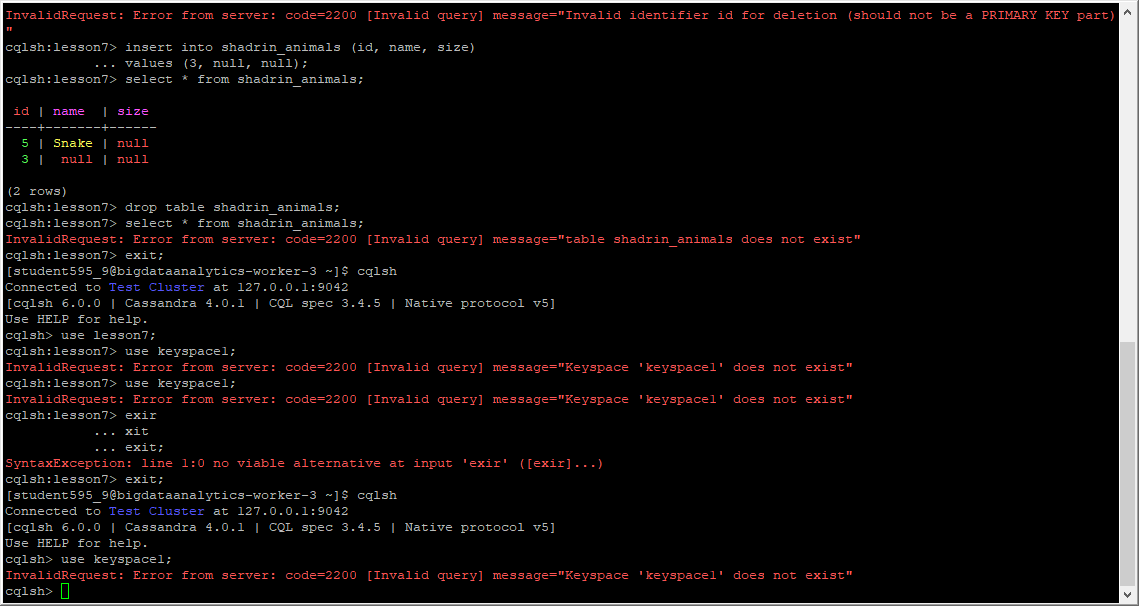 InvalidRequest: Error from server: code=2200 [Invalid query] message="Invalid identifier id for deletion (should not be a PRIMARY KEY part)
"
cqlsh:lesson7> insert into shadrin_animals (id, name, size)
           ... values (3, null, null);
cqlsh:lesson7> select * from shadrin_animals;

 id | name  | size
----+-------+------
  5 | Snake | null
  3 |  null | null

(2 rows)
cqlsh:lesson7> drop table shadrin_animals;
cqlsh:lesson7> select * from shadrin_animals;
InvalidRequest: Error from server: code=2200 [Invalid query] message="table shadrin_animals does not exist"
cqlsh:lesson7> exit;
[student595_9@bigdataanalytics-worker-3 ~]$ cqlsh
Connected to Test Cluster at 127.0.0.1:9042
[cqlsh 6.0.0 | Cassandra 4.0.1 | CQL spec 3.4.5 | Native protocol v5]
Use HELP for help.
cqlsh> use lesson7;
cqlsh:lesson7> use keyspace1;
InvalidRequest: Error from server: code=2200 [Invalid query] message="Keyspace 'keyspace1' does not exist"
cqlsh:lesson7> use keyspace1;
InvalidRequest: Error from server: code=2200 [Invalid query] message="Keyspace 'keyspace1' does not exist"
cqlsh:lesson7> exir
           ... xit
           ... exit;
SyntaxException: line 1:0 no viable alternative at input 'exir' ([exir]...)
cqlsh:lesson7> exit;
[student595_9@bigdataanalytics-worker-3 ~]$ cqlsh
Connected to Test Cluster at 127.0.0.1:9042
[cqlsh 6.0.0 | Cassandra 4.0.1 | CQL spec 3.4.5 | Native protocol v5]
Use HELP for help.
cqlsh> use keyspace1;
InvalidRequest: Error from server: code=2200 [Invalid query] message="Keyspace 'keyspace1' does not exist"
cqlsh>